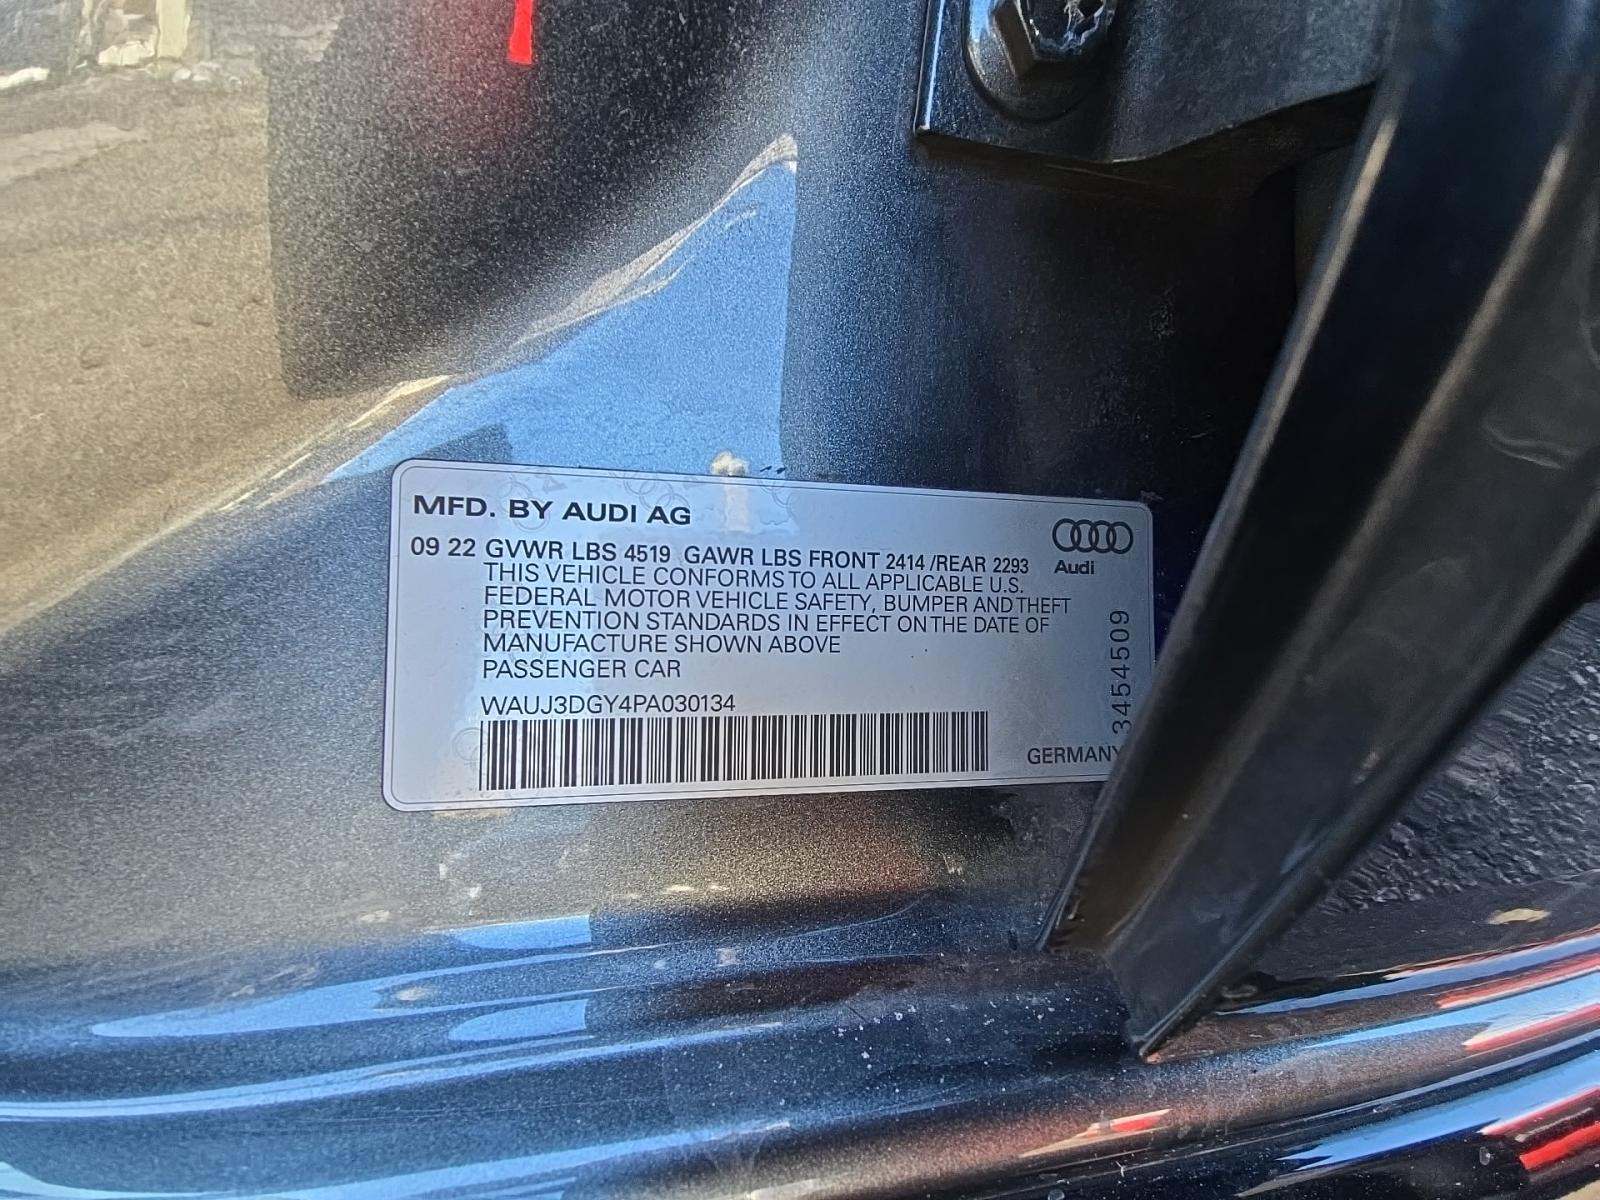 MFD. BY AUDI AG
09 22 GVWR LBS 4519 GAWR LBS FRONT 2414 /REAR 2293
Audi
THIS VEHICLE CONFORMS TO ALL APPLICABLE U.S.
FEDERAL MOTOR VEHICLE SAFETY, BUMPER AND THEFT
PREVENTION STANDARDS IN EFFECT ON THE DATE OF
MANUFACTURE SHOWN ABOVE
PASSENGER CAR
WAUJ3DGY4PA030134
GERMANY
3454509